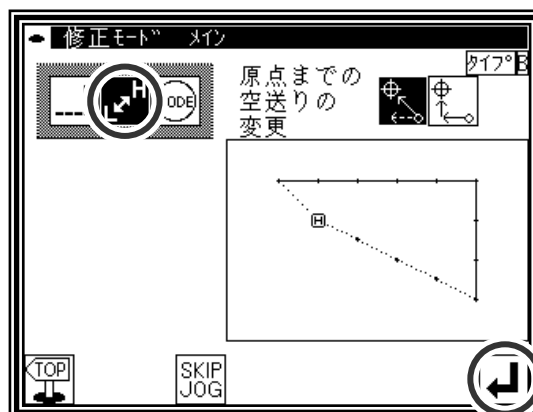 修正ﾓｰﾄﾞ ﾒｲﾝ
ﾀｲﾌﾟB
---
L H
ODE
原点までの
空送りの
変更
H
TOP
SKIP
JOG